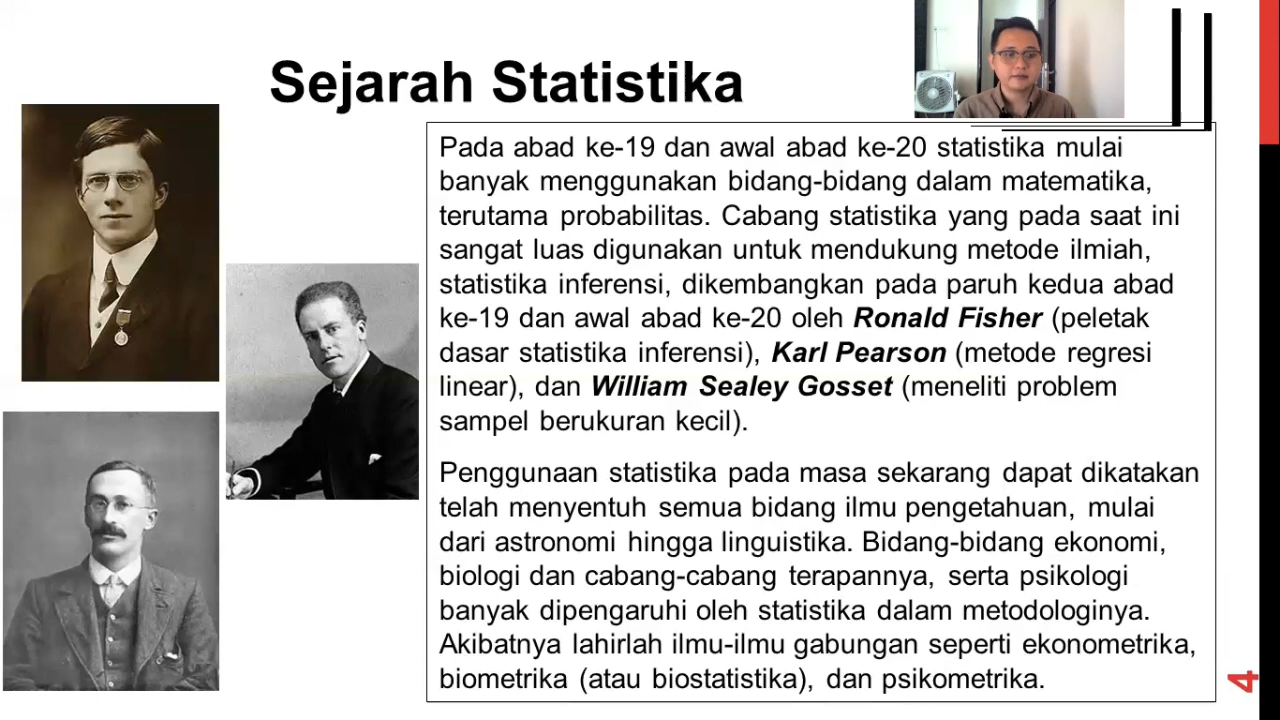 Sejarah Statistika
Pada abad ke-19 dan awal abad ke-20 statistika mulai
banyak menggunakan bidang-bidang dalam matematika,
terutama probabilitas. Cabang statistika yang pada saat ini
sangat luas digunakan untuk mendukung metode ilmiah,
statistika inferensi, dikembangkan pada paruh kedua abad
ke-19 dan awal abad ke-20 oleh Ronald Fisher (peletak
dasar statistika inferensi), Karl Pearson (metode regresi
linear), dan William Sealey Gosset (meneliti problem
sampel berukuran kecil).
Penggunaan statistika pada masa sekarang dapat dikatakan
telah menyentuh semua bidang ilmu pengetahuan, mulai
dari astronomi hingga linguistika. Bidang-bidang ekonomi,
biologi dan cabang-cabang terapannya, serta psikologi
banyak dipengaruhi oleh statistika dalam metodologinya.
Akibatnya lahirlah ilmu-ilmu gabungan seperti ekonometrika,
biometrika (atau biostatistika), dan psikometrika.
4